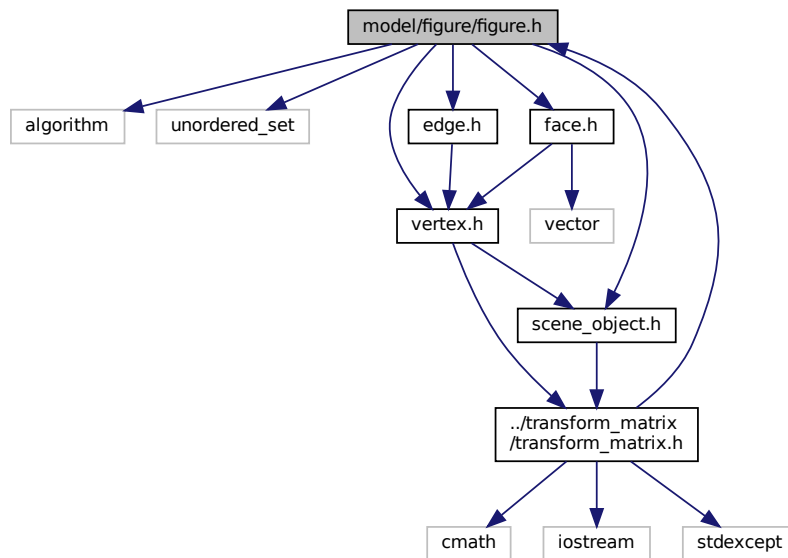 model/figure/figure.h
algorithm
unordered_set
edge.h
face.h
vertex.h
vector
scene_object.h
../transform_matrix
/transform_matrix.h
cmath
iostream
stdexcept